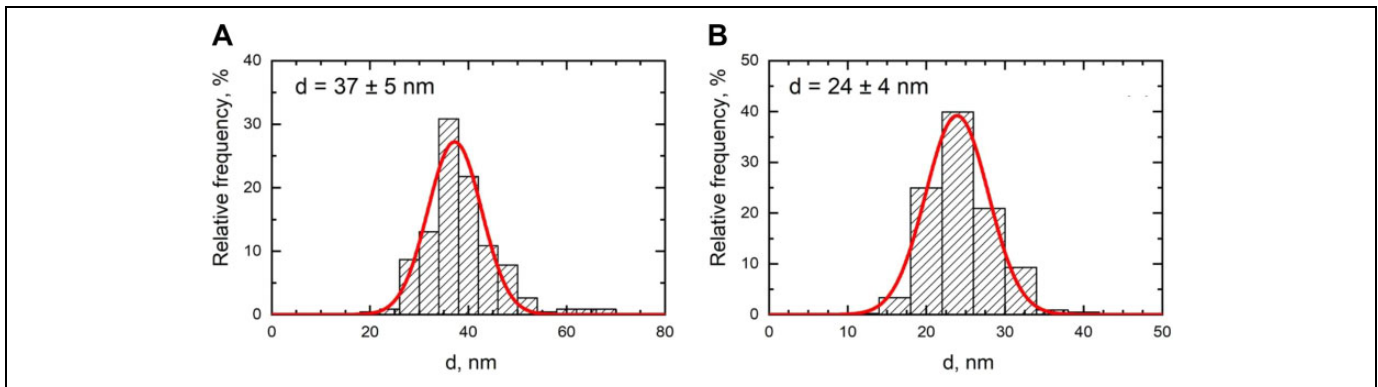 A
d = 37 ± 5 nm
Relative frequency, %
40
30
20
10
0
0 20 40 60 80
d, nm
B
d = 24 ± 4 nm
Relative frequency, %
50
40
30
20
10
0
0 10 20 30 40 50
d, nm